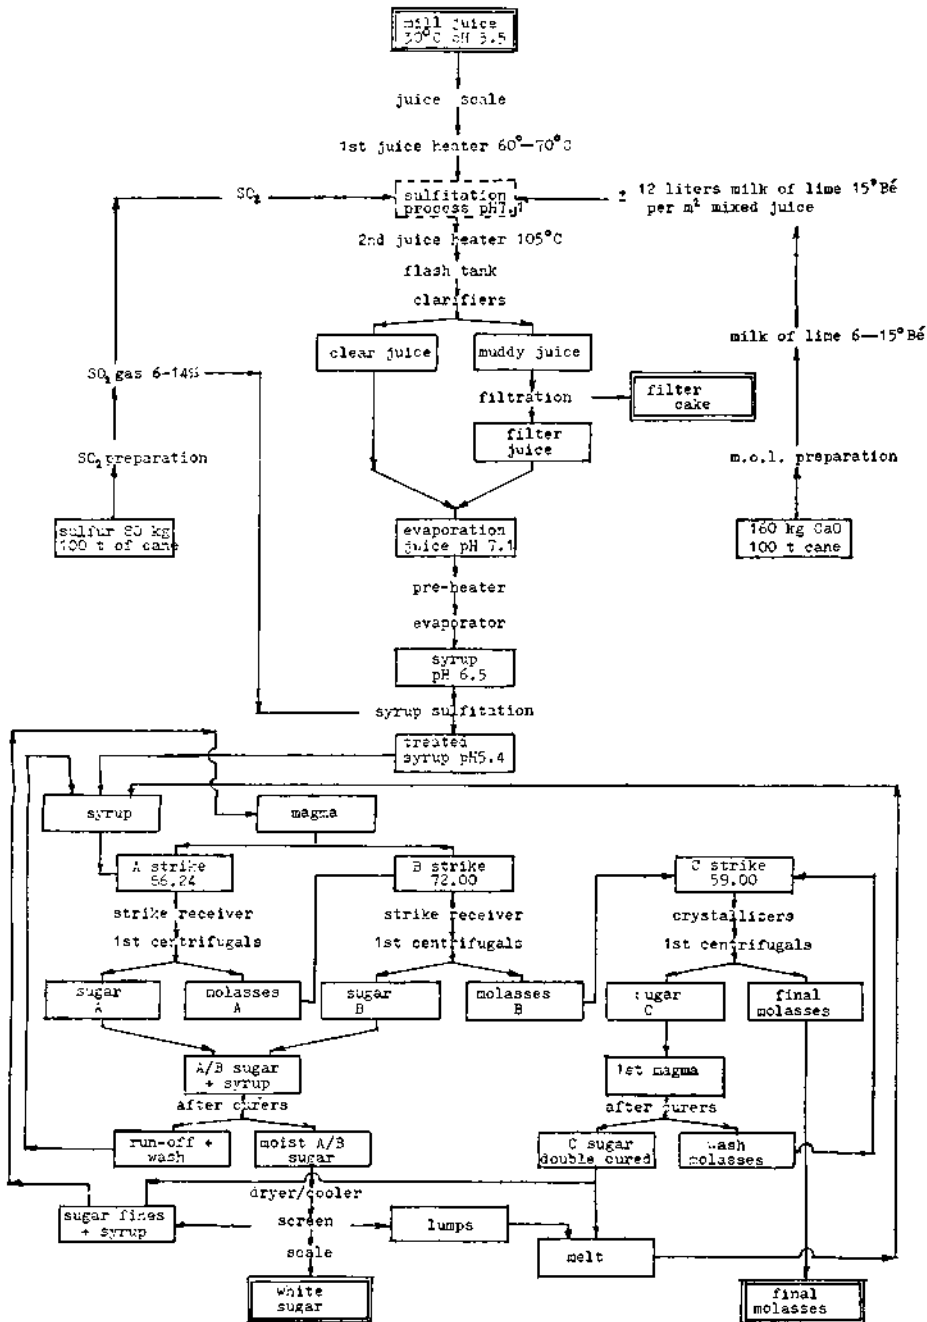 mill juice
30°C pH 5.5
juice scale
1st juice heater 60°—70°C
SO₂
sulfitation
process pH7.1
± 12 liters milk of lime 15°Bé
per m² mixed juice
2nd juice heater 105°C
flash tank
clarifiers
clear juice
muddy juice
milk of lime 6—15°Bé
SO₂ gas 6-14%
filtration
filter
cake
filter
juice
SO₂ preparation
m.o.l. preparation
sulfur 80 kg
100 t of cane
evaporation
juice pH 7.1
160 kg CaO
100 t cane
pre-heater
evaporator
syrup
pH 6.5
syrup sulfitation
treated
syrup pH5.4
syrup
magma
A strike
56.24
B strike
72.00
C strike
59.00
strike receiver
strike receiver
crystallizers
1st centrifugals
1st centrifugals
1st centrifugals
sugar
A
molasses
A
sugar
B
molasses
B
sugar
C
final
molasses
A/B sugar
+ syrup
1st magma
after curers
after curers
run-off +
wash
moist A/B
sugar
C sugar
double cured
wash
molasses
dryer/cooler
sugar fines
+ syrup
screen
lumps
scale
melt
white
sugar
final
molasses